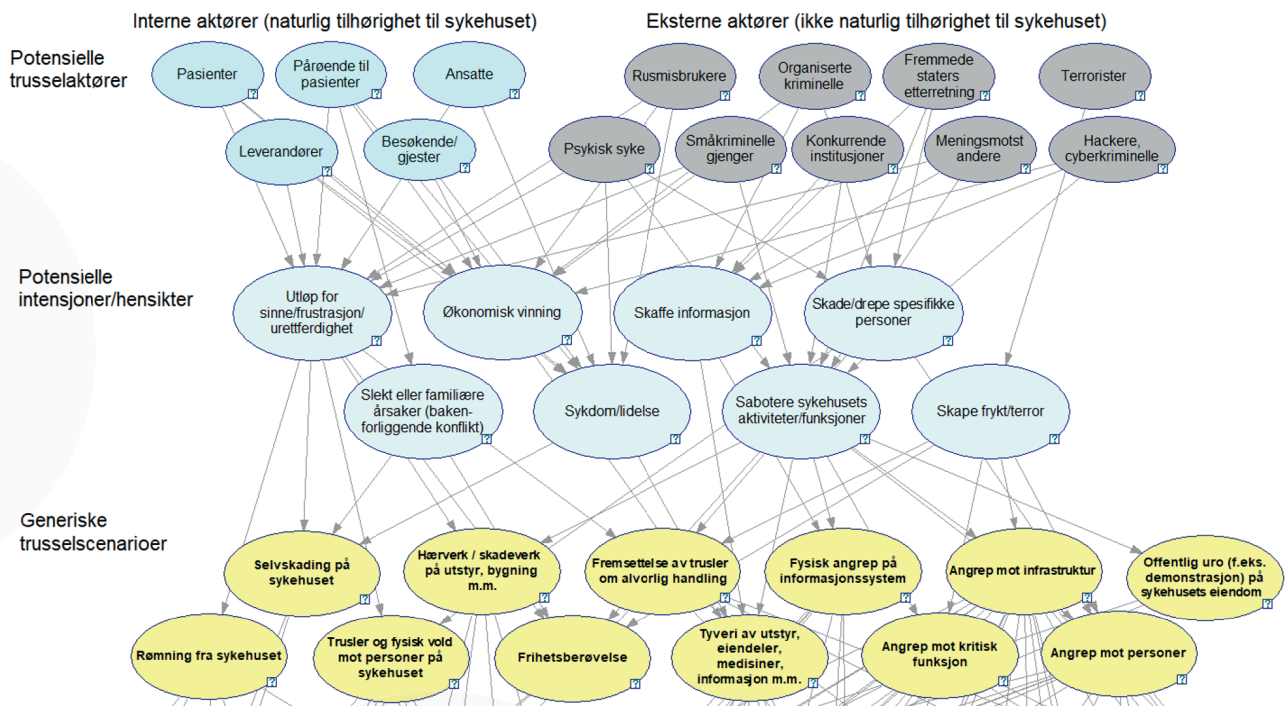 Interne aktører (naturlig tilhørighet til sykehuset)
Eksterne aktører (ikke naturlig tilhørighet til sykehuset)
Potensielle
trusselaktører
Pasienter
Pårøende til
pasienter
Ansatte
Rusmisbrukere
Organiserte
kriminelle
Fremmede
staters
etterretning
Terrorister
Leverandører
Besøkende/
gjester
Psykisk syke
Småkriminelle
gjenger
Konkurrende
institusjoner
Meningsmotst
andere
Hackere,
cyberkriminelle
Potensielle
intensjoner/hensikter
Utløp for
sinne/frustrasjon/
urettferdighet
Økonomisk vinning
Skaffe informasjon
Skade/drepe spesifikke
personer
Slekt eller familiære
årsaker (baken-
forliggende konflikt)
Sykdom/lidelse
Sabotere sykehusets
aktiviteter/funksjoner
Skape frykt/terror
Generiske
trusselscenarioer
Selvskading på
sykehuset
Hærverk / skadeverk
på utstyr, bygning
m.m.
Fremsettelse av trusler
om alvorlig handling
Fysisk angrep på
informasjonssystem
Angrep mot infrastruktur
Offentlig uro (f.eks.
demonstrasjon) på
sykehusets eiendom
Rømning fra sykehuset
Trusler og fysisk vold
mot personer på
sykehuset
Frihetsberøvelse
Tyveri av utstyr,
eiendeler,
medisiner,
informasjon m.m.
Angrep mot kritisk
funksjon
Angrep mot personer